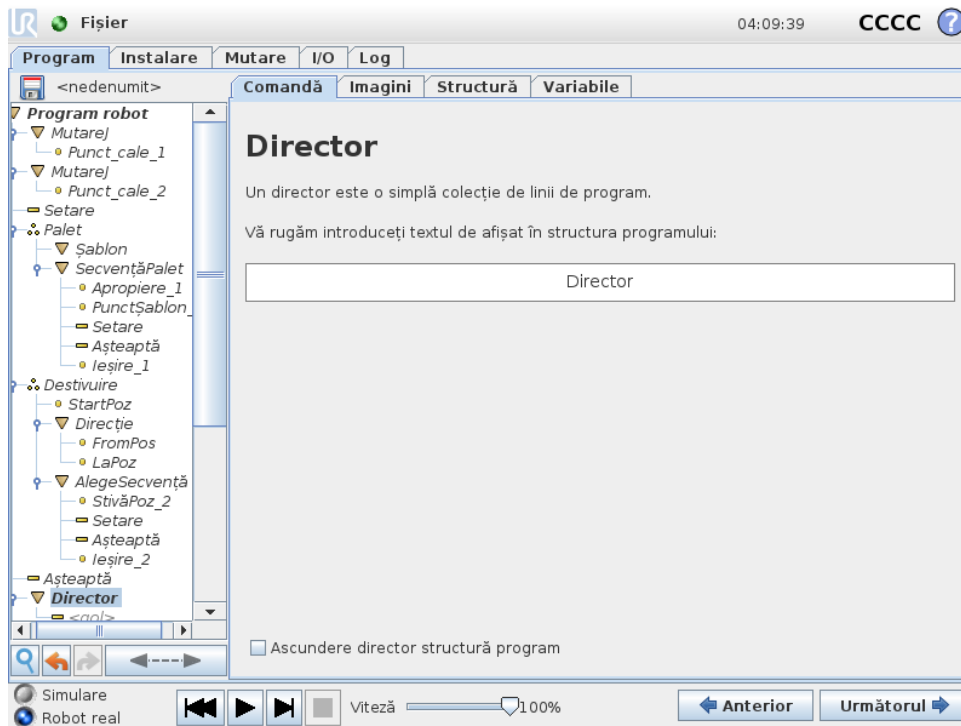 UR Fișier 04:09:39 CCCC ?
Program Instalare Mutare I/O Log
<nedenumit> Comandă Imagini Structură Variabile
Program robot
MutareJ
Punct_cale_1
MutareJ
Punct_cale_2
Setare
Palet
Șablon
SecvențăPalet
Apropiere_1
PunctȘablon_
Setare
Așteaptă
Ieșire_1
Destivuire
StartPoz
Direcție
FromPos
LaPoz
AlegeSecvență
StivăPoz_2
Setare
Așteaptă
Ieșire_2
Așteaptă
Director
<gol>
Director
Un director este o simplă colecție de linii de program.
Vă rugăm introduceți textul de afișat în structura programului:
Director
Ascundere director structură program
Simulare
Robot real
Viteză 100%
Anterior Următorul